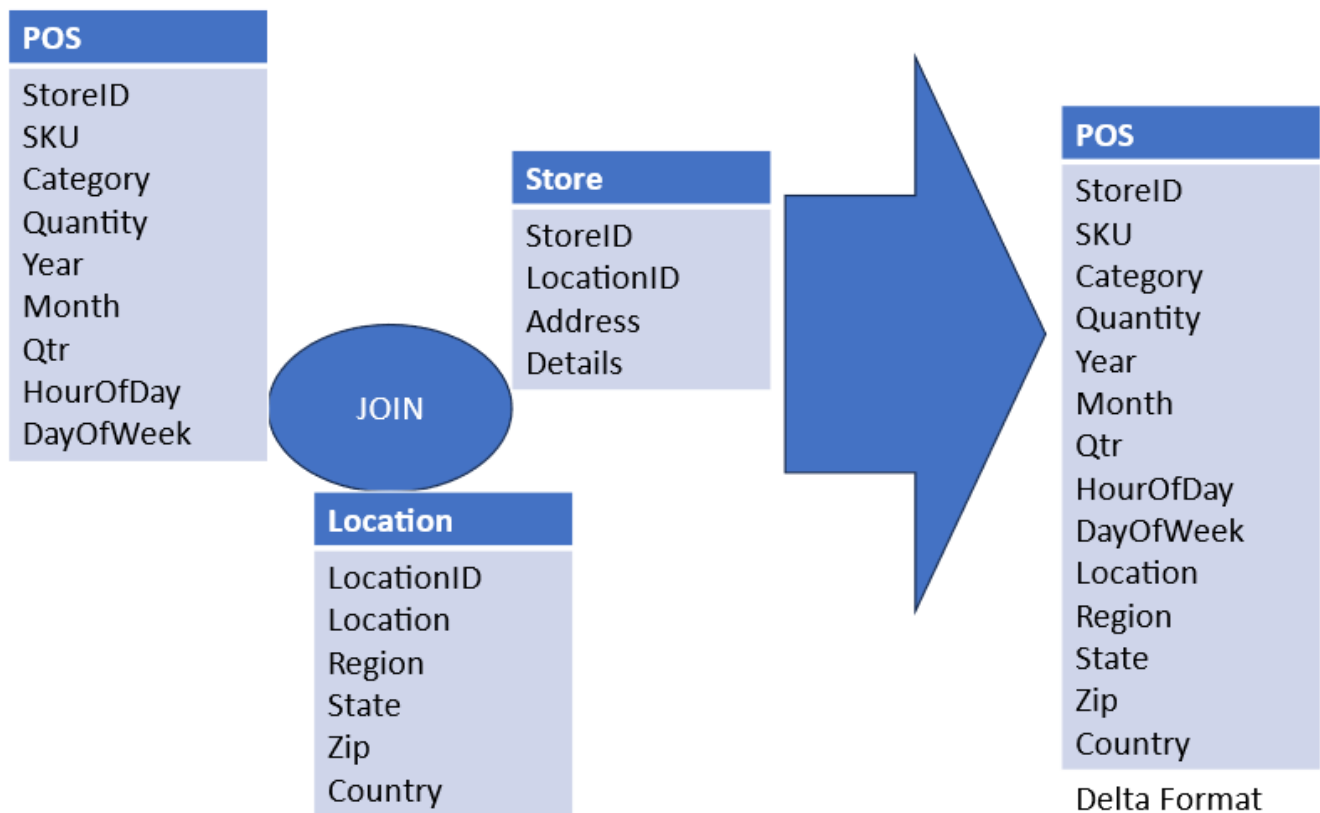 POS
StoreID
SKU
Category
Quantity
Year
Month
Qtr
HourOfDay
DayOfWeek
JOIN
Store
StoreID
LocationID
Address
Details
Location
LocationID
Location
Region
State
Zip
Country
POS
StoreID
SKU
Category
Quantity
Year
Month
Qtr
HourOfDay
DayOfWeek
Location
Region
State
Zip
Country
Delta Format